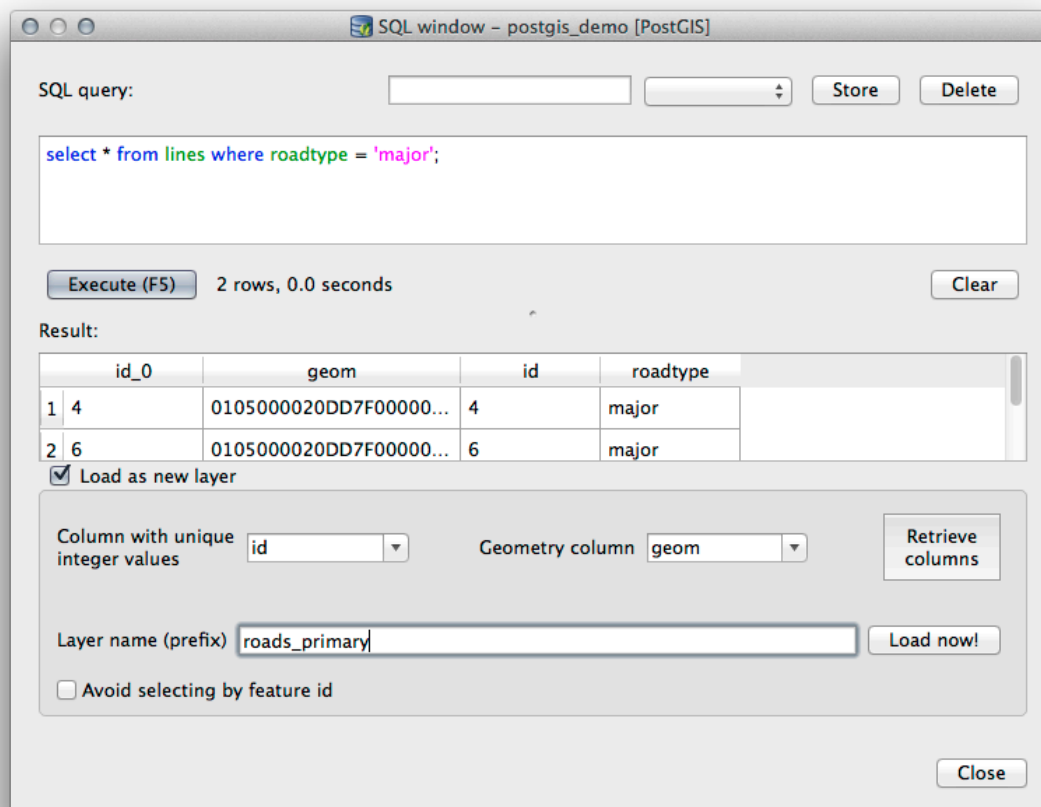 SQL window – postgis_demo [PostGIS]
SQL query:
Store
Delete
select * from lines where roadtype = 'major';
Execute (F5)
2 rows, 0.0 seconds
Clear
Result:
id_0 geom id roadtype
1 4 0105000020DD7F00000... 4 major
2 6 0105000020DD7F00000... 6 major
Load as new layer
Column with unique
integer values
id
Geometry column
geom
Retrieve
columns
Layer name (prefix)
roads_primary
Load now!
Avoid selecting by feature id
Close